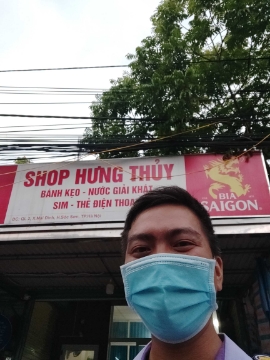 SHOP HƯNG THỦY
BÁNH KẸO - NƯỚC GIẢI KHÁT
SIM - THẺ ĐIỆN THOẠI
BIA
SAIGON